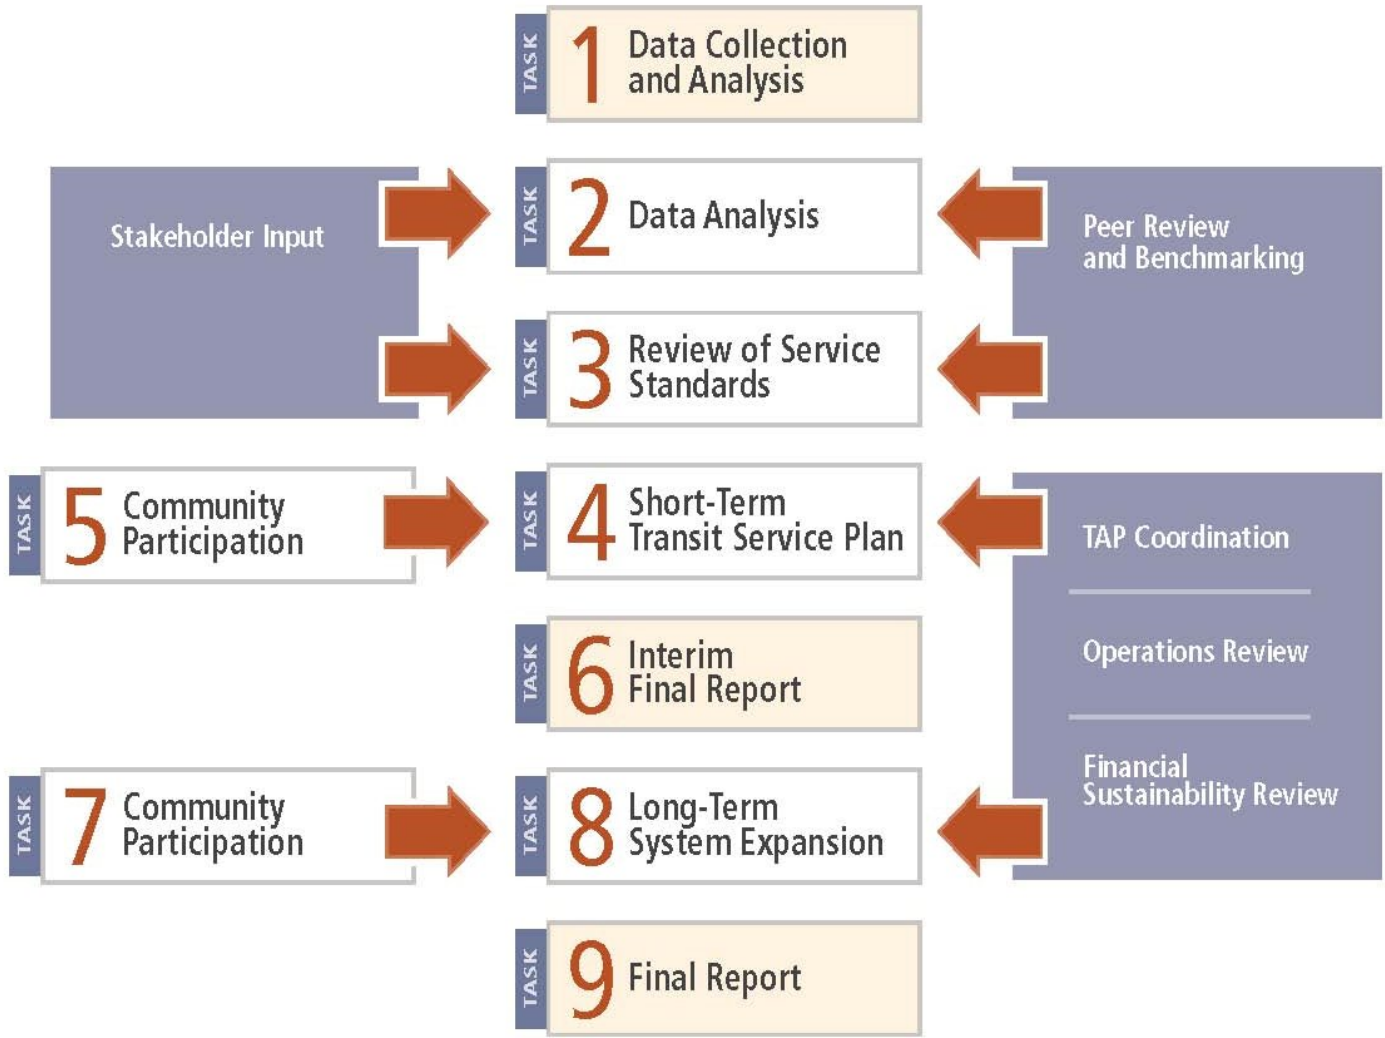 TASK
1
Data Collection
and Analysis
Stakeholder Input
TASK
2
Data Analysis
Peer Review
and Benchmarking
TASK
3
Review of Service
Standards
TASK
5
Community
Participation
TASK
4
Short-Term
Transit Service Plan
TAP Coordination
Operations Review
Financial
Sustainability Review
TASK
6
Interim
Final Report
TASK
7
Community
Participation
TASK
8
Long-Term
System Expansion
TASK
9
Final Report